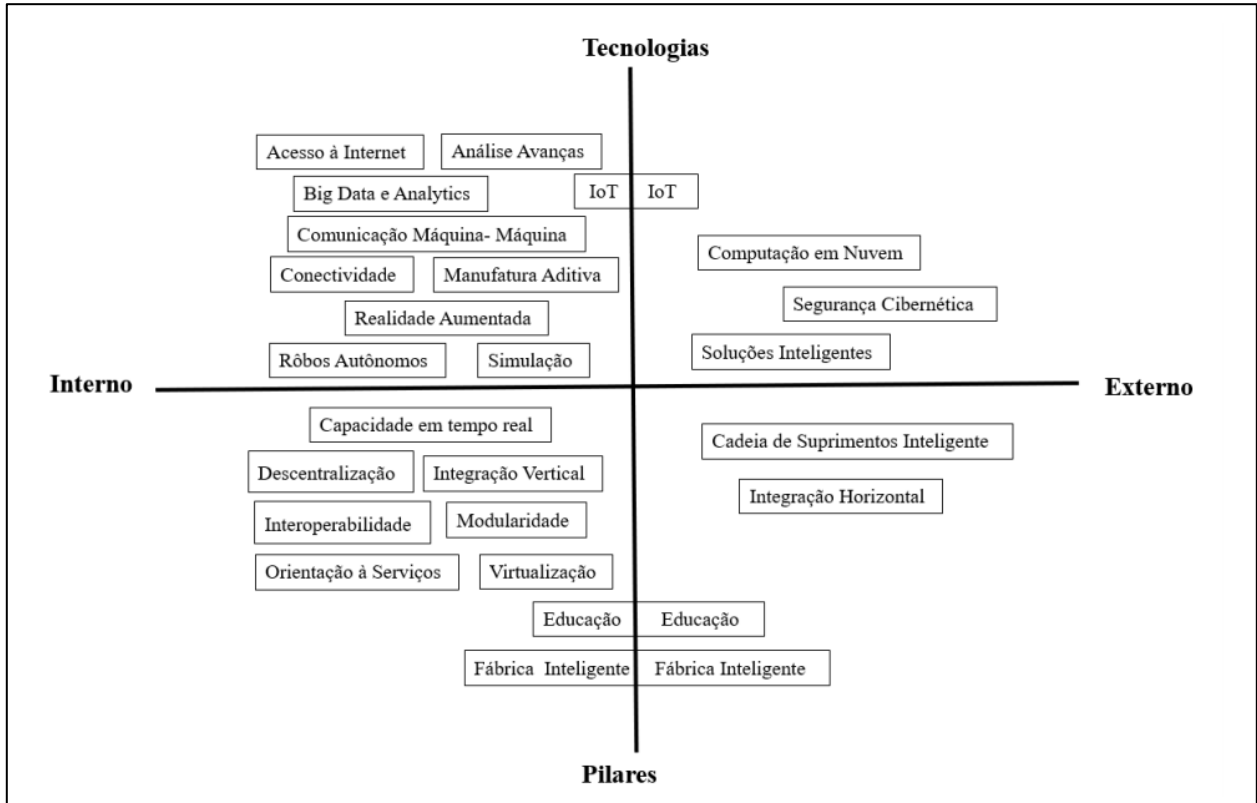 Tecnologias
Acesso à Internet
Análise Avanças
Big Data e Analytics
IoT
IoT
Comunicação Máquina- Máquina
Computação em Nuvem
Conectividade
Manufatura Aditiva
Segurança Cibernética
Realidade Aumentada
Rôbos Autônomos
Simulação
Soluções Inteligentes
Interno
Externo
Capacidade em tempo real
Cadeia de Suprimentos Inteligente
Descentralização
Integração Vertical
Integração Horizontal
Interoperabilidade
Modularidade
Orientação à Serviços
Virtualização
Educação
Educação
Fábrica Inteligente
Fábrica Inteligente
Pilares